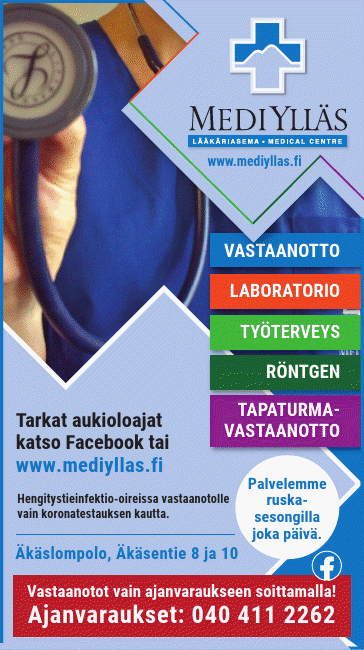 MEDIYLLÄS
LÄÄKÄRIASEMA • MEDICAL CENTRE
www.mediyllas.fi
VASTAANOTTO
LABORATORIO
TYÖTERVEYS
RÖNTGEN
TAPATURMA-
VASTAANOTTO
Tarkat aukioloajat
katso Facebook tai
www.mediyllas.fi
Hengitystieinfektio-oireissa vastaanotolle
vain koronatestauksen kautta.
Palvelemme
ruska-
sesongilla
joka päivä.
Äkäslompolo, Äkäsentie 8 ja 10
Vastaanotot vain ajanvaraukseen soittamalla!
Ajanvaraukset: 040 411 2262